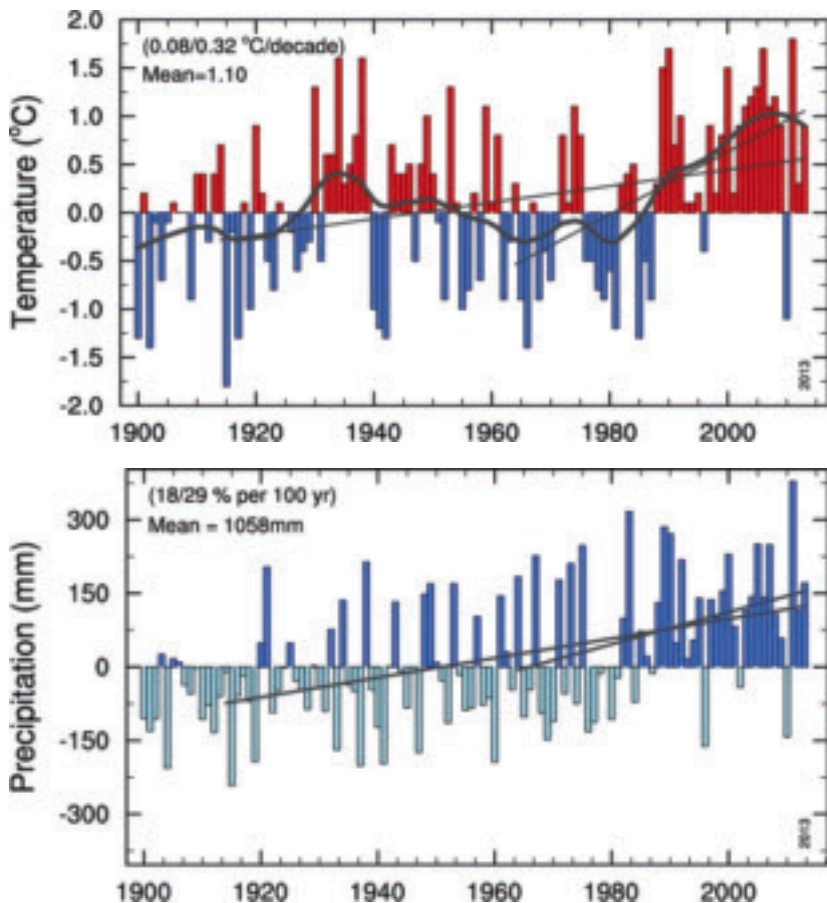 (0.08/0.32 °C/decade)
Mean=1.10
Temperature (°C)
2.0
1.5
1.0
0.5
0.0
-0.5
-1.0
-1.5
-2.0
2013
1900 1920 1940 1960 1980 2000
(18/29 % per 100 yr)
Mean = 1058mm
Precipitation (mm)
300
150
0
-150
-300
2013
1900 1920 1940 1960 1980 2000